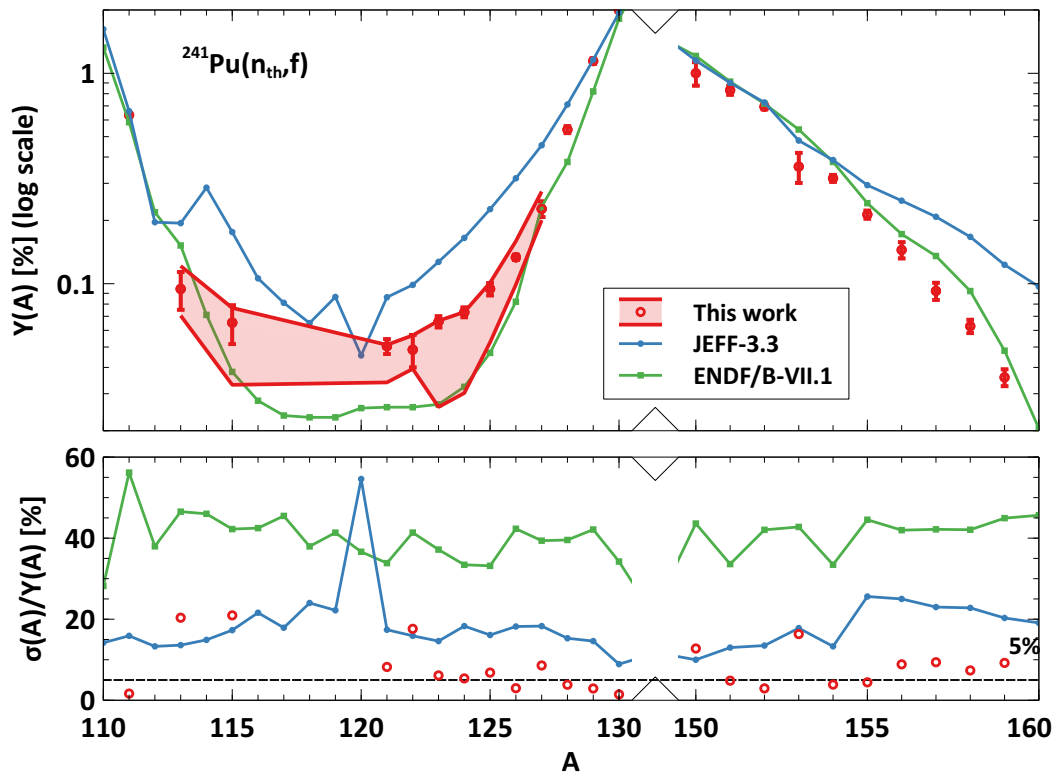 ²⁴¹Pu(nₜₕ,f)
Y(A) [%] (log scale)
1
0.1
This work
JEFF-3.3
ENDF/B-VII.1
σ(A)/Y(A) [%]
60
40
20
0
5%
110 115 120 125 130 150 155 160
A